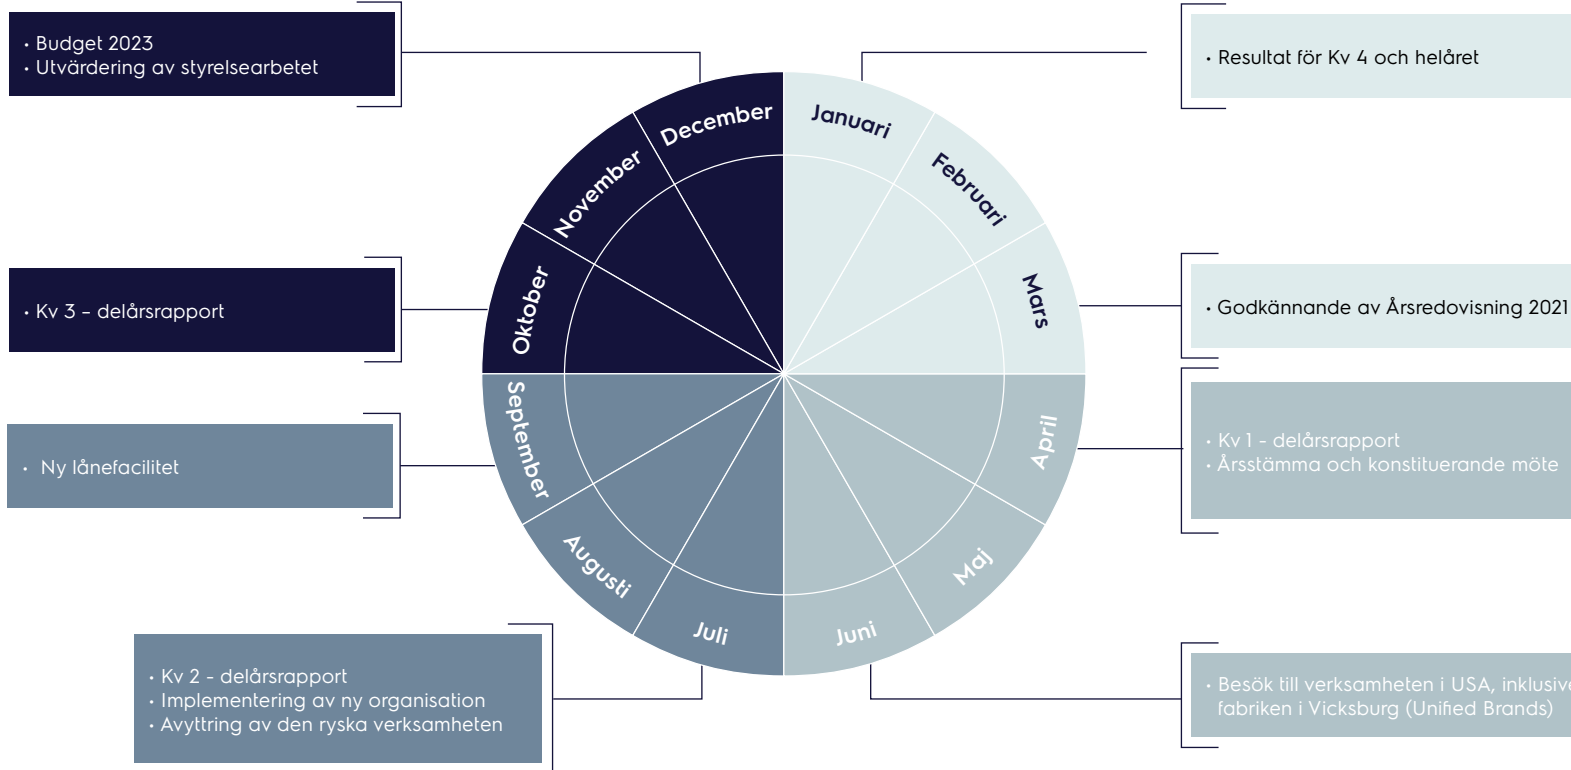 • Budget 2023
• Utvärdering av styrelsearbetet
• Resultat för Kv 4 och helåret
Januari
Februari
Mars
April
Maj
Juni
Juli
Augusti
September
Oktober
November
December
• Godkännande av Årsredovisning 2021
• Kv 1 - delårsrapport
• Årsstämma och konstituerande möte
• Besök till verksamheten i USA, inklusive
fabriken i Vicksburg (Unified Brands)
• Kv 2 - delårsrapport
• Implementering av ny organisation
• Avyttring av den ryska verksamheten
• Ny lånefacilitet
• Kv 3 – delårsrapport